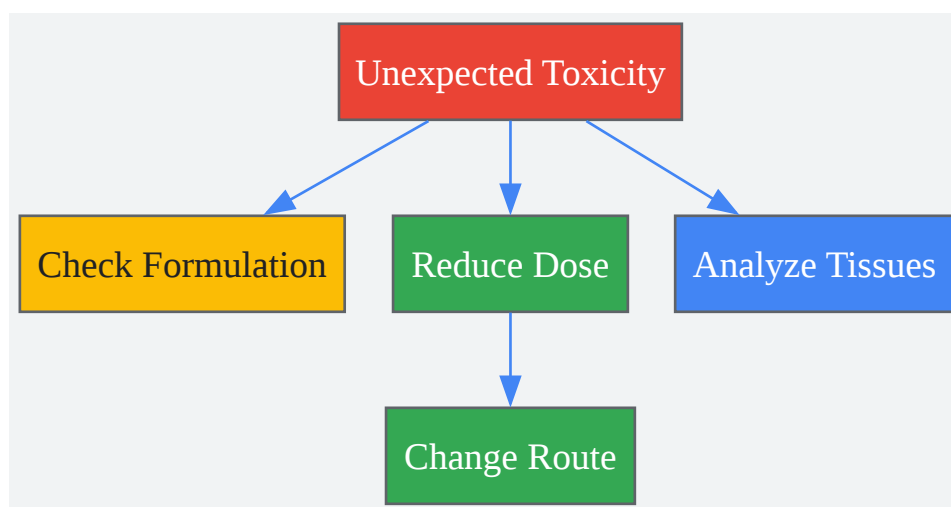 Unexpected Toxicity
Check Formulation
Reduce Dose
Analyze Tissues
Change Route